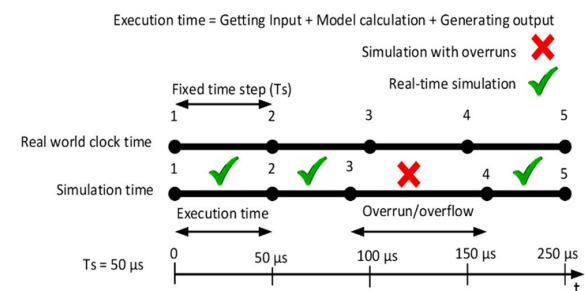 Execution time = Getting Input + Model calculation + Generating output
Simulation with overruns
Real-time simulation
Fixed time step (Ts)
1 2 3 4 5
Real world clock time
1 2 3 4 5
Simulation time
Execution time Overrun/overflow
0 50 µs 100 µs 150 µs 250 µs
Ts = 50 µs
t